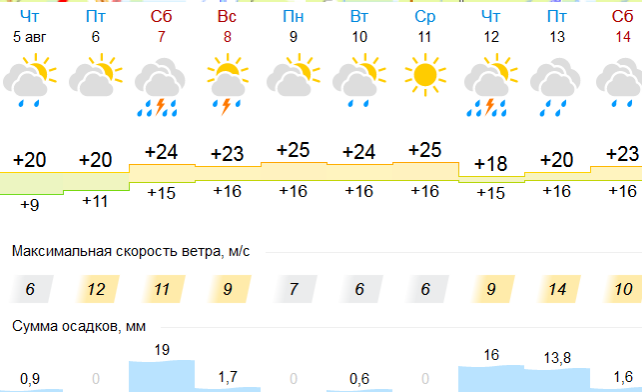 Чт Пт Сб Вс Пн Вт Ср Чт Пт Сб
5 авг 6 7 8 9 10 11 12 13 14
+20 +20 +24 +23 +25 +24 +25 +18 +20 +23
+9 +11 +15 +16 +16 +16 +16 +15 +16 +16
Максимальная скорость ветра, м/с
6 12 11 9 7 6 6 9 14 10
Сумма осадков, мм
0,9 0 19 1,7 0 0,6 0 16 13,8 1,6